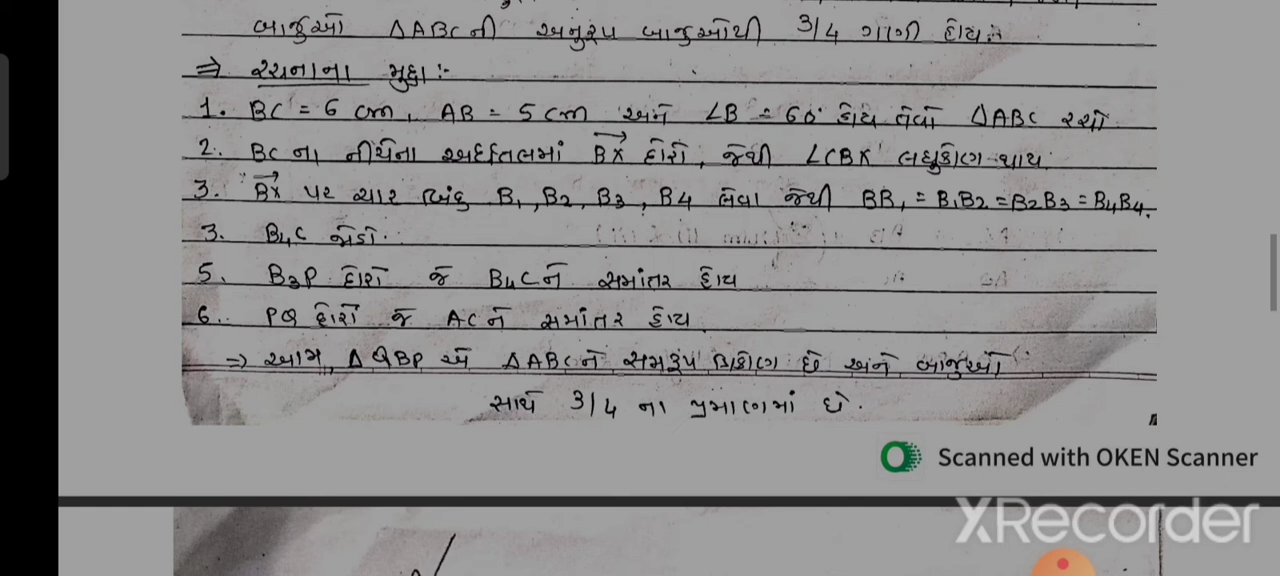 બાજુઓ ΔABCની અનુરૂપ બાજુઓથી 3/4 ગણી હોય.
⇒ રચનાના મુદ્દા :-
1. BC = 6 cm, AB = 5 cm અને ∠B = 60° હોય તેવો ΔABC રચો.
2. BC ના નીચેના અર્ધતલમાં BX→ દોરો, જેથી ∠CBX લઘુકોણ થાય.
3. BX→ પર ચાર બિંદુ B1, B2, B3, B4 લેવા જેથી BB1 = B1B2 = B2B3 = B4B4.
3. B4C જોડો.
5. B3P દોરો જે B4Cને સમાંતર હોય
6. PQ દોરો જે ACને સમાંતર હોય
⇒ આમ, ΔQBP એ ΔABCને સમરૂપ ત્રિકોણ છે અને બાજુઓ
સાથે 3/4 ના પ્રમાણમાં છે.
Scanned with OKEN Scanner
XRecorder